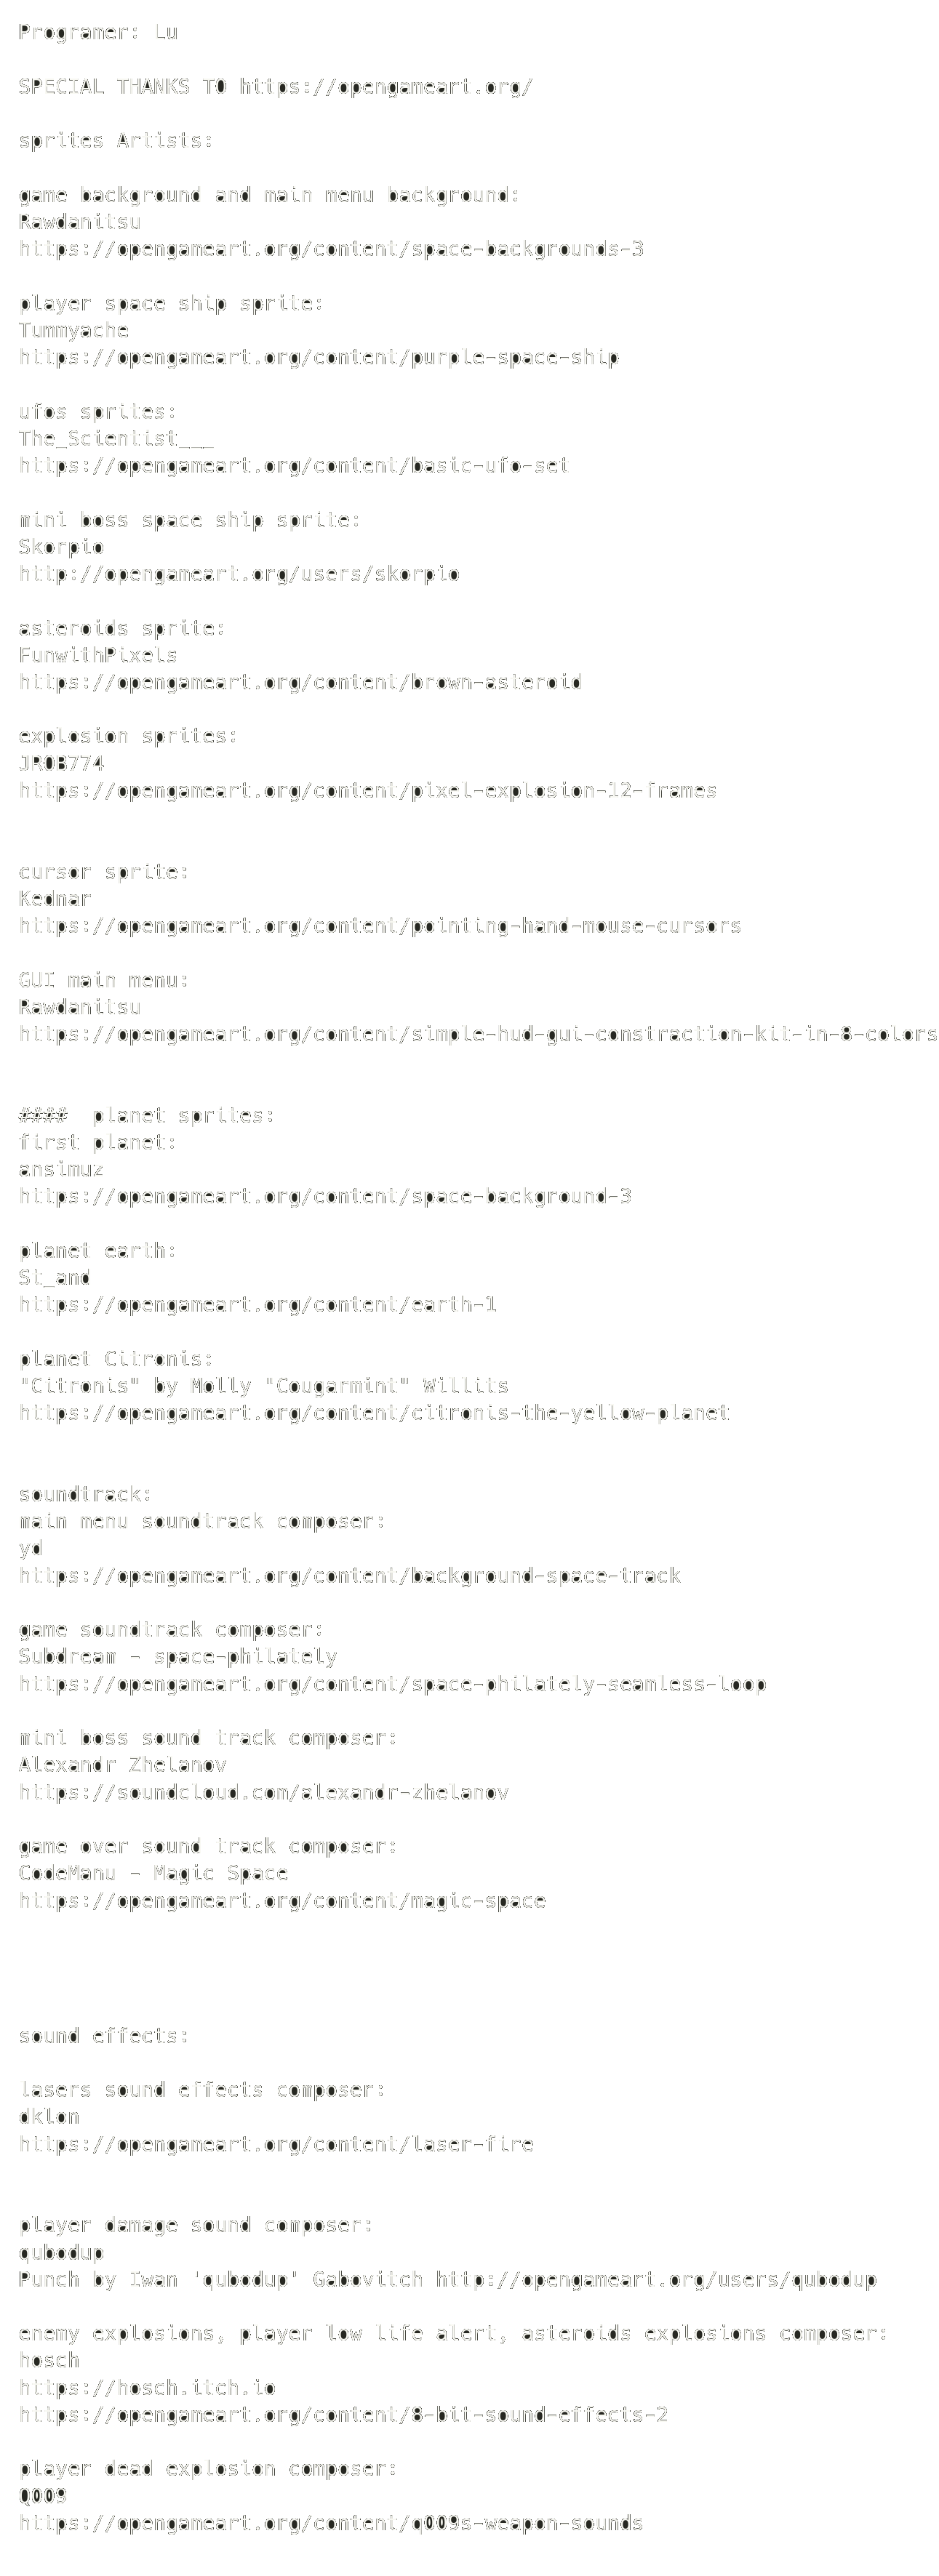 Programer: Lu
SPECIAL THANKS TO https://opengameart.org/
sprites Artists:
game background and main menu background:
Rawdanitsu
https://opengameart.org/content/space-backgrounds-3
player space ship sprite:
Tummyache
https://opengameart.org/content/purple-space-ship
ufos sprites:
The_Scientist___
https://opengameart.org/content/basic-ufo-set
mini boss space ship sprite:
Skorpio
http://opengameart.org/users/skorpio
asteroids sprite:
FunwithPixels
https://opengameart.org/content/brown-asteroid
explosion sprites:
JROB774
https://opengameart.org/content/pixel-explosion-12-frames
cursor sprite:
Kednar
https://opengameart.org/content/pointing-hand-mouse-cursors
GUI main menu:
Rawdanitsu
https://opengameart.org/content/simple-hud-gui-constraction-kit-in-8-colors
####  planet sprites:
first planet:
ansimuz
https://opengameart.org/content/space-background-3
planet earth:
St_and
https://opengameart.org/content/earth-1
planet Citronis:
"Citronis" by Molly "Cougarmint" Willits
https://opengameart.org/content/citronis-the-yellow-planet
soundtrack:
main menu soundtrack composer:
yd
https://opengameart.org/content/background-space-track
game soundtrack composer:
Subdream - space-philately
https://opengameart.org/content/space-philately-seamless-loop
mini boss sound track composer:
Alexandr Zhelanov
https://soundcloud.com/alexandr-zhelanov
game over sound track composer:
CodeManu - Magic Space
https://opengameart.org/content/magic-space
sound effects:
lasers sound effects composer:
dklon
https://opengameart.org/content/laser-fire
player damage sound composer:
qubodup
Punch by Iwan 'qubodup' Gabovitch http://opengameart.org/users/qubodup
enemy explosions, player low life alert, asteroids explosions composer:
hosch
https://hosch.itch.io
https://opengameart.org/content/8-bit-sound-effects-2
player dead explosion composer:
Q009
https://opengameart.org/content/q009s-weapon-sounds